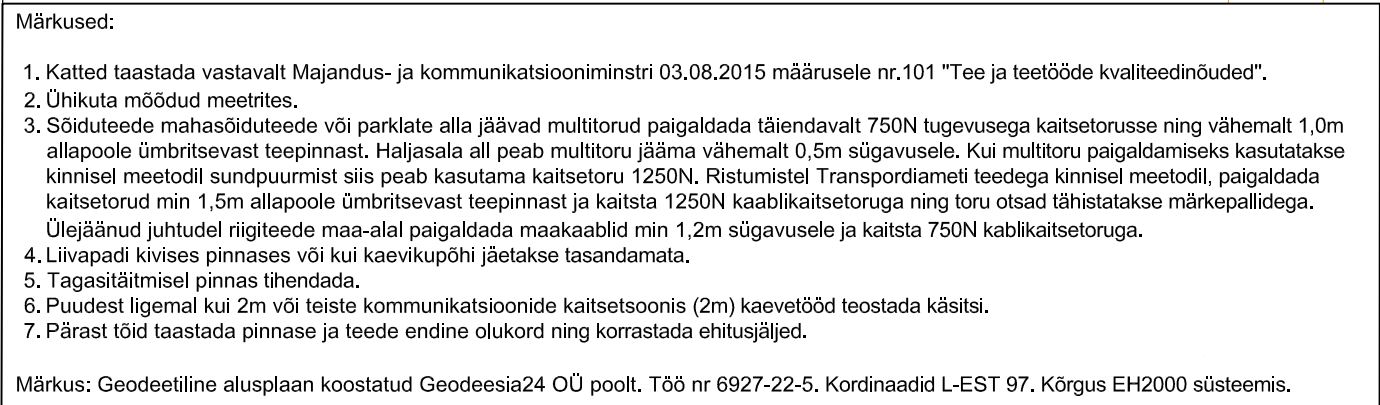 Märkused:
1. Katted taastada vastavalt Majandus- ja kommunikatsiooniministri 03.08.2015 määrusele nr.101 "Tee ja teetööde kvaliteedinõuded".
2. Ühikuta mõõdud meetrites.
3. Sõiduteede mahasõiduteede või parklate alla jäävad multitorud paigaldada täiendavalt 750N tugevusega kaitsetorusse ning vähemalt 1,0m
allapoole ümbritsevast teepinnast. Haljasala all peab multitoru jääma vähemalt 0,5m sügavusele. Kui multitoru paigaldamiseks kasutatakse
kinnisel meetodil sundpuurmist siis peab kasutama kaitsetoru 1250N. Ristumistel Transpordiameti teedega kinnisel meetodil, paigaldada
kaitsetorud min 1,5m allapoole ümbritsevast teepinnast ja kaitsta 1250N kaablikaitsetoruga ning toru otsad tähistatakse märkepallidega.
Ülejäänud juhtudel riigiteede maa-alal paigaldada maakaablid min 1,2m sügavusele ja kaitsta 750N kablikaitsetoruga.
4. Liivapadi kivises pinnases või kui kaevikupõhi jäetakse tasandamata.
5. Tagasitäitmisel pinnas tihendada.
6. Puudest ligemal kui 2m või teiste kommunikatsioonide kaitsetsoonis (2m) kaevetööd teostada käsitsi.
7. Pärast töid taastada pinnase ja teede endine olukord ning korrastada ehitusjäljed.
Märkus: Geodeetiline alusplaan koostatud Geodeesia24 OÜ poolt. Töö nr 6927-22-5. Kordinaadid L-EST 97. Kõrgus EH2000 süsteemis.